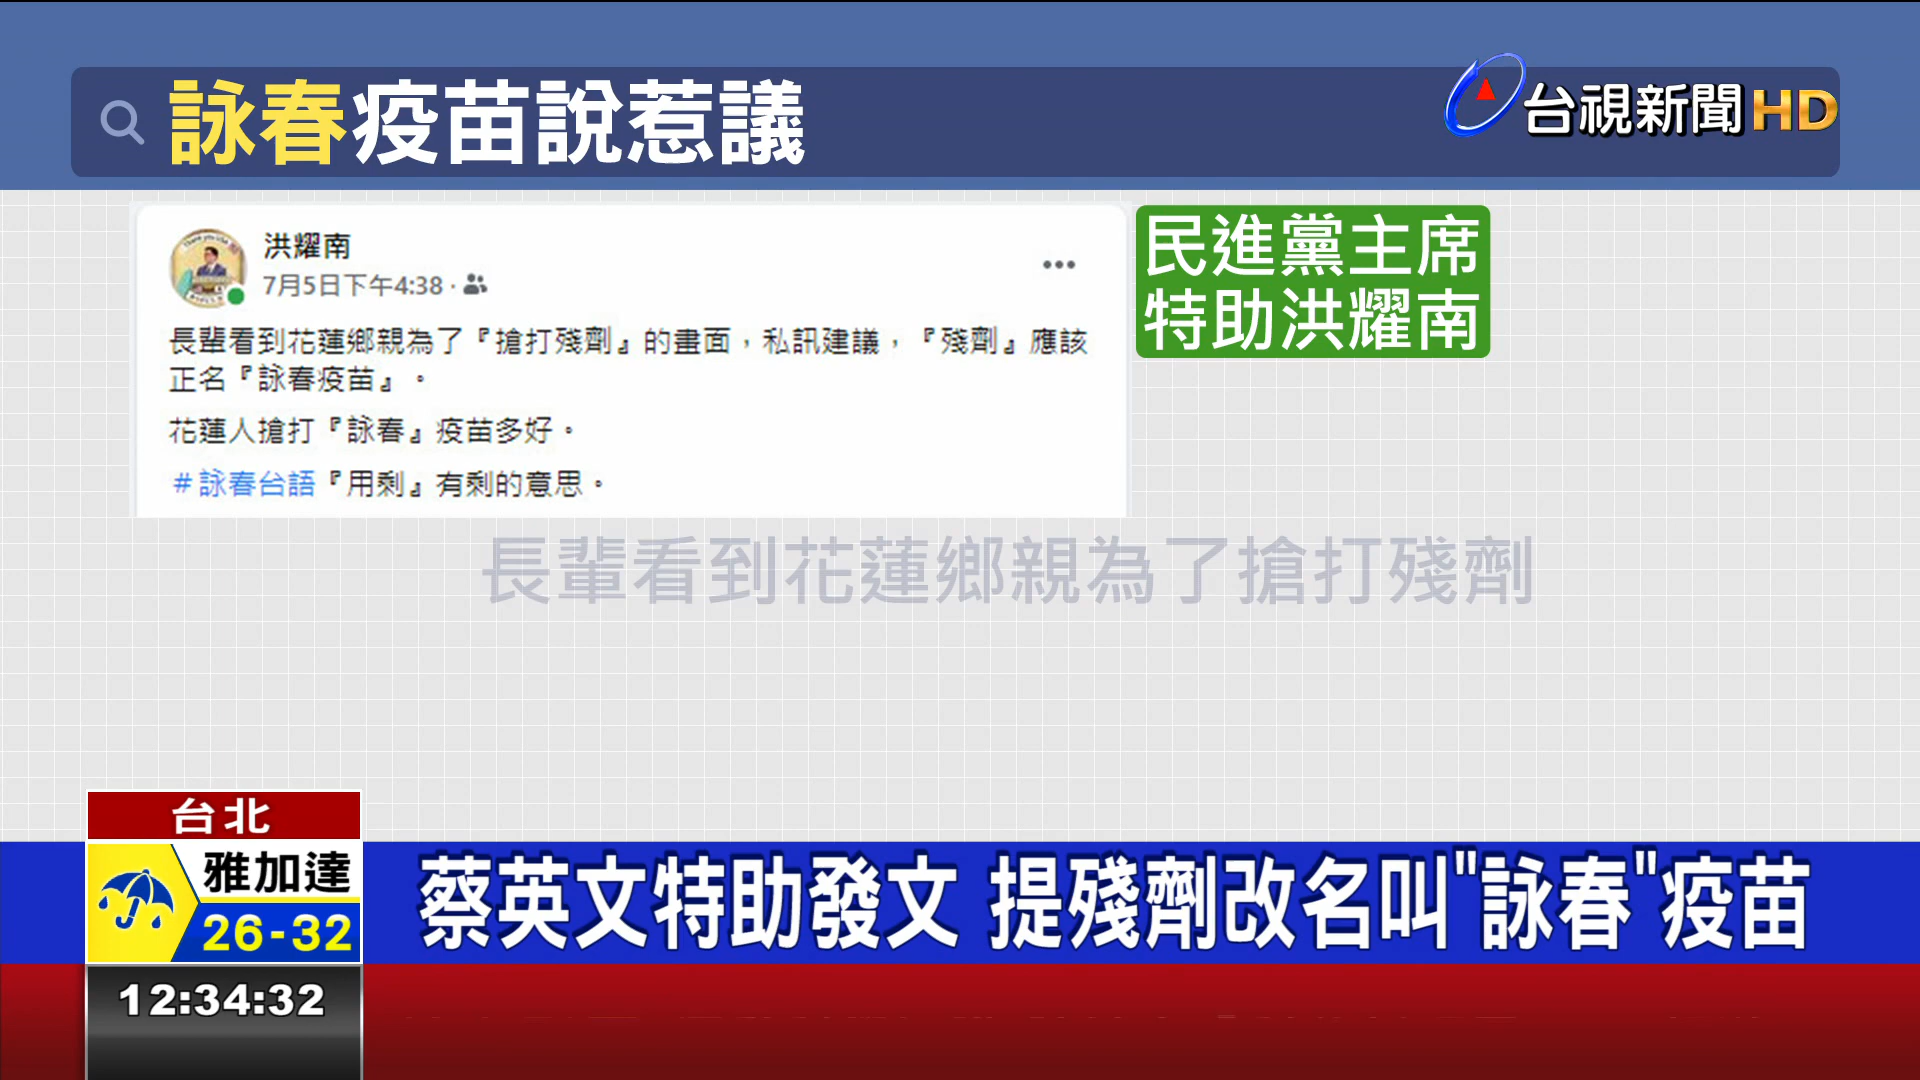 詠春疫苗說惹議
台視新聞HD
洪耀南
7月5日下午4:38 ·
長輩看到花蓮鄉親為了『搶打殘劑』的畫面，私訊建議，『殘劑』應該
正名『詠春疫苗』。
花蓮人搶打『詠春』疫苗多好。
#詠春台語『用剩』有剩的意思。
民進黨主席
特助洪耀南
長輩看到花蓮鄉親為了搶打殘劑
台北
雅加達
26-32
蔡英文特助發文 提殘劑改名叫"詠春"疫苗
12:34:32